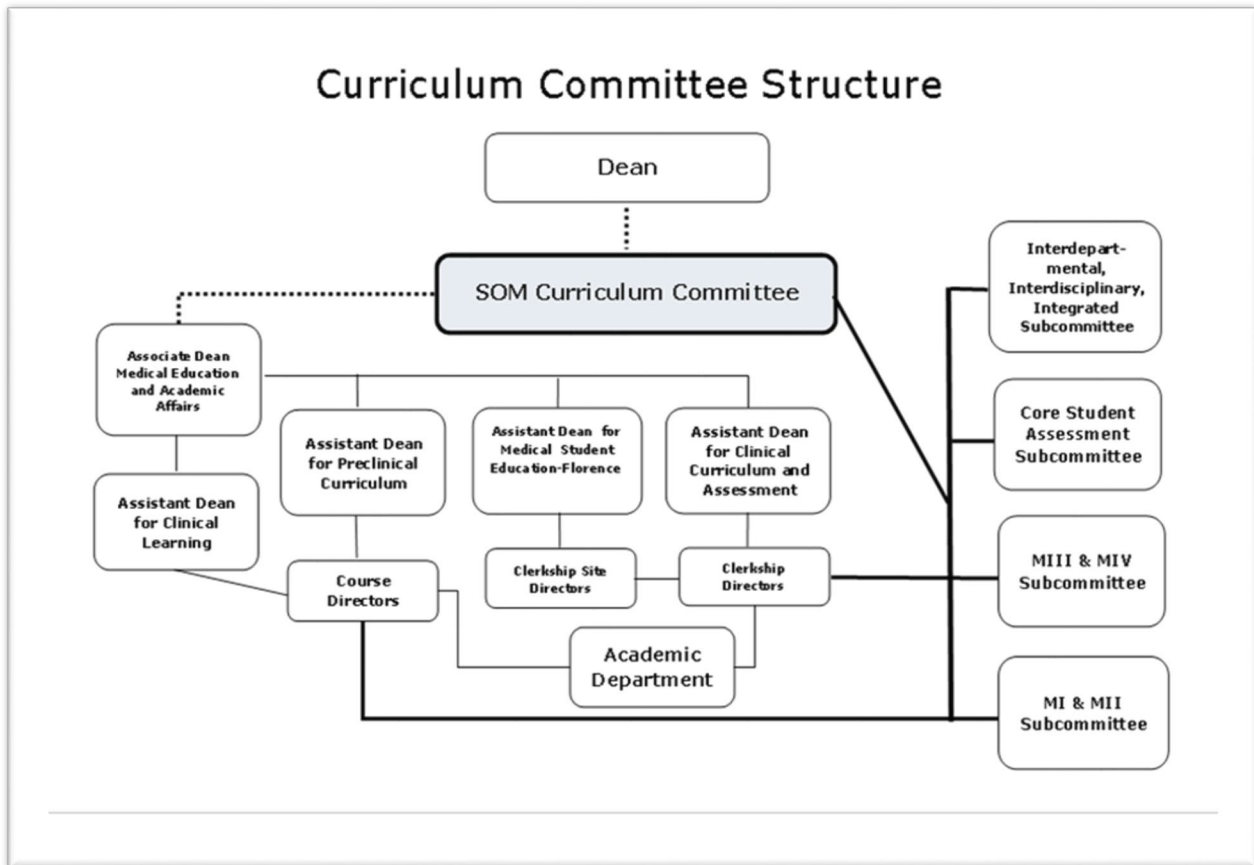 Curriculum Committee Structure
Dean
SOM Curriculum Committee
Interdepart-
mental,
Interdisciplinary,
Integrated
Subcommittee
Associate Dean
Medical Education
and Academic
Affairs
Assistant Dean
for Preclinical
Curriculum
Assistant Dean for
Medical Student
Education-Florence
Assistant Dean
for Clinical
Curriculum and
Assessment
Core Student
Assessment
Subcommittee
Assistant Dean
for Clinical
Learning
Course
Directors
Clerkship Site
Directors
Clerkship
Directors
MIII & MIV
Subcommittee
Academic
Department
MI & MII
Subcommittee